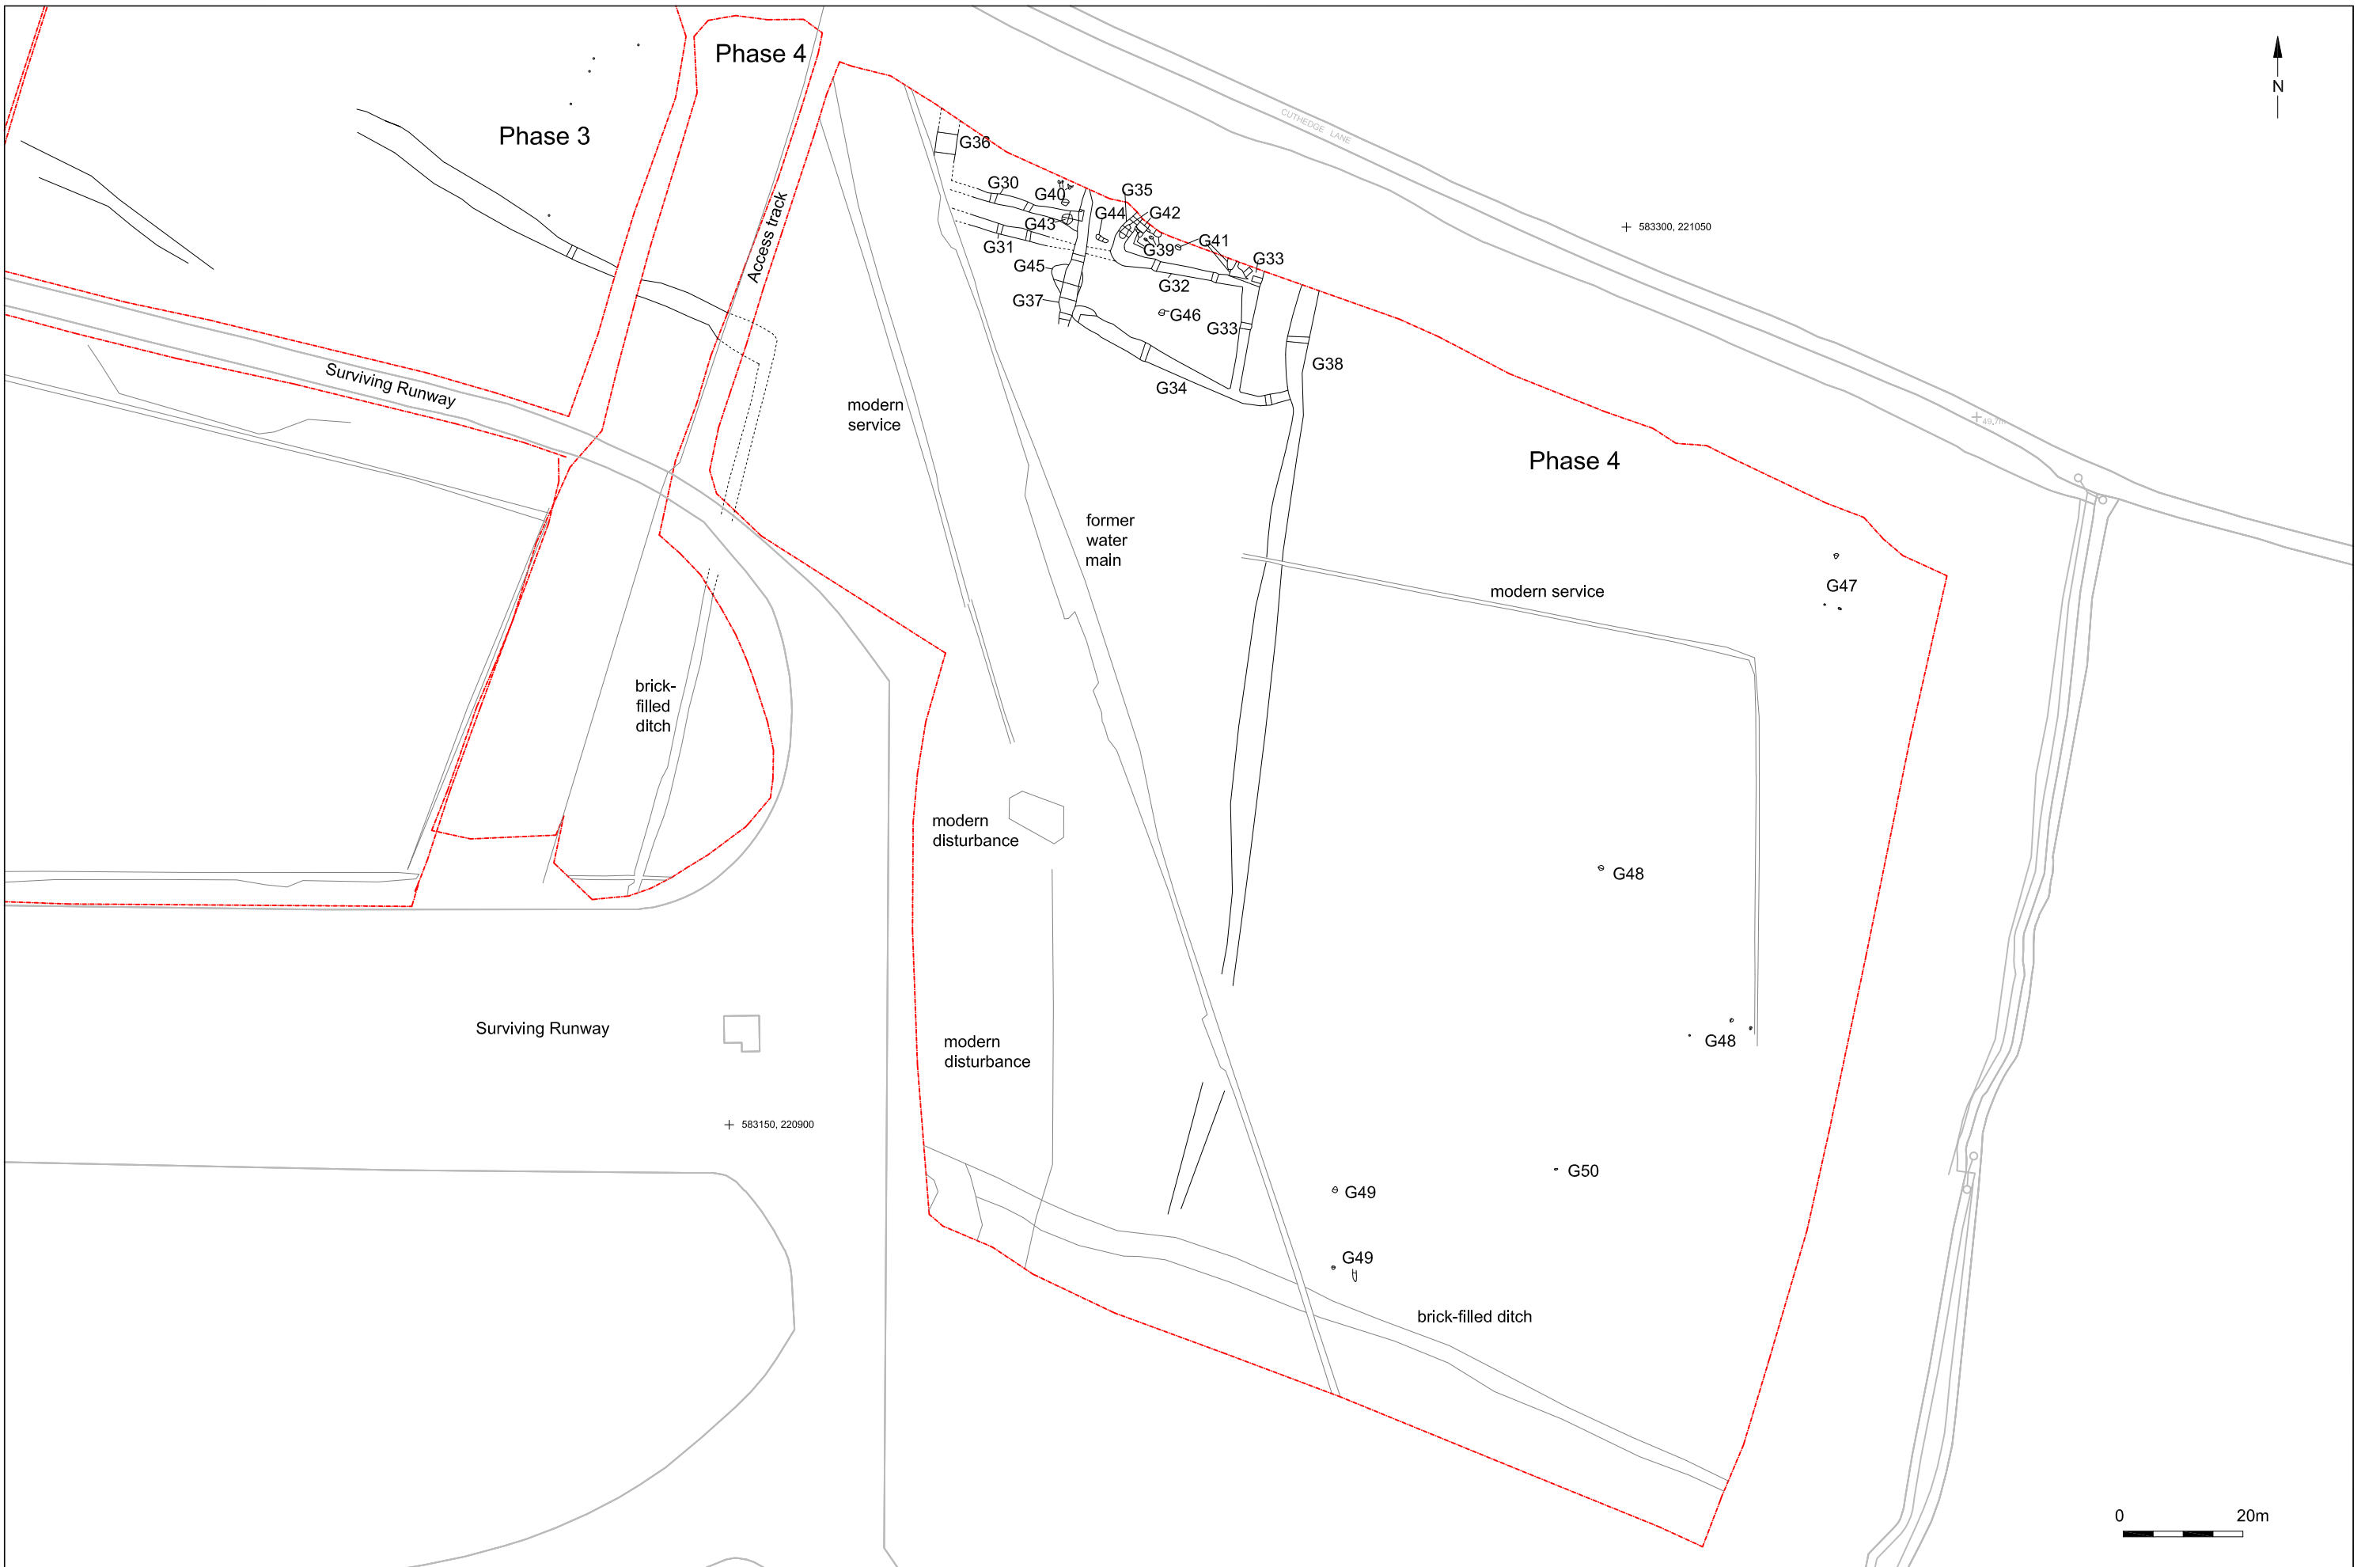 Phase 4
N
CUTHEDGE LANE
Phase 3
G36
G30
G40
G35
G44
G42
G43
G31
G39
G41
583300, 221050
Access track
G45
G33
G32
G37
G46
G33
G38
G34
Surviving Runway
modern
service
49.7m
Phase 4
former
water
main
modern service
G47
brick-
filled
ditch
modern
disturbance
G48
Surviving Runway
modern
disturbance
G48
583150, 220900
G50
G49
G49
brick-filled ditch
0 20m